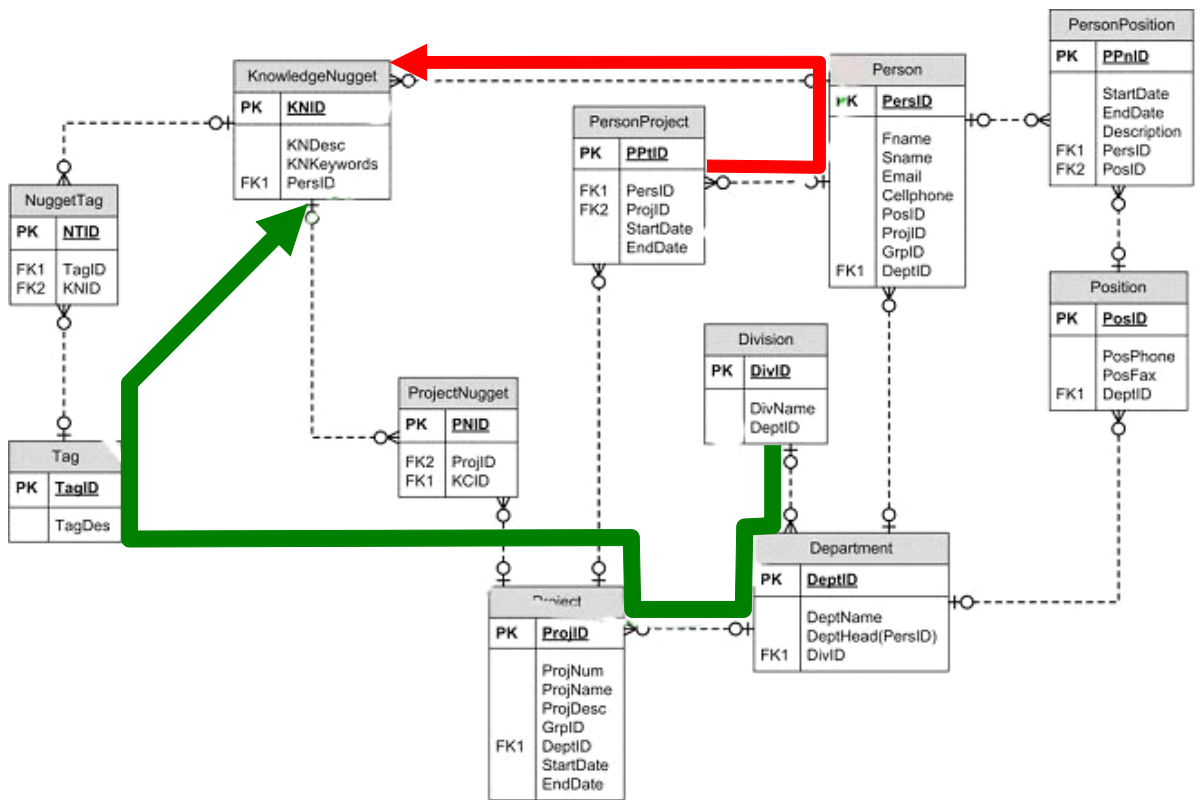 PersonPosition
PK PPnID
StartDate
EndDate
Description
FK1 PersID
FK2 PosID
KnowledgeNugget
PK KNID
KNDesc
KNKeywords
FK1 PersID
Person
PK PersID
Fname
Sname
Email
Cellphone
PosID
ProjID
GrpID
FK1 DeptID
PersonProject
PK PPtID
FK1 PersID
FK2 ProjID
StartDate
EndDate
NuggetTag
PK NTID
FK1 TagID
FK2 KNID
Position
PK PosID
PosPhone
PosFax
FK1 DeptID
Division
PK DivID
DivName
DeptID
ProjectNugget
PK PNID
FK2 ProjID
FK1 KCID
Tag
PK TagID
TagDes
Department
PK DeptID
DeptName
DeptHead(PersID)
FK1 DivID
Project
PK ProjID
ProjNum
ProjName
ProjDesc
GrpID
FK1 DeptID
StartDate
EndDate